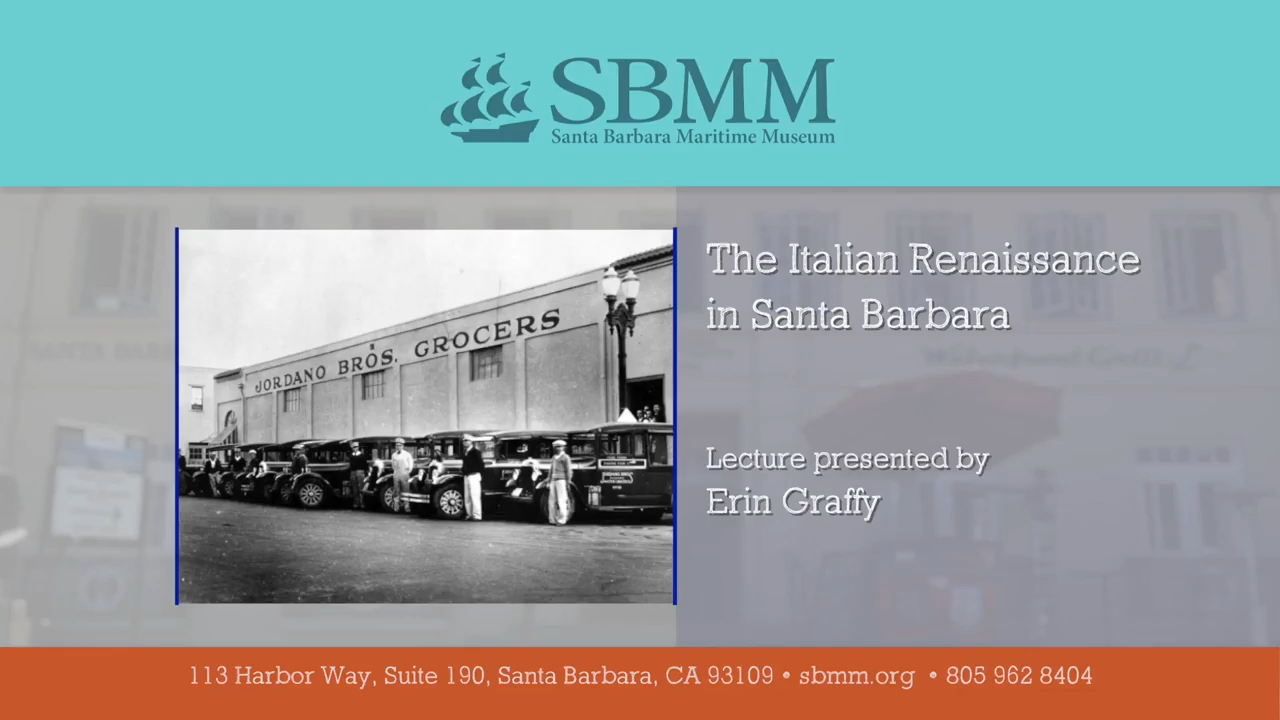 SBMM
Santa Barbara Maritime Museum
JORDANO BROS. GROCERS
The Italian Renaissance
in Santa Barbara
Lecture presented by
Erin Graffy
113 Harbor Way, Suite 190, Santa Barbara, CA 93109 • sbmm.org • 805 962 8404